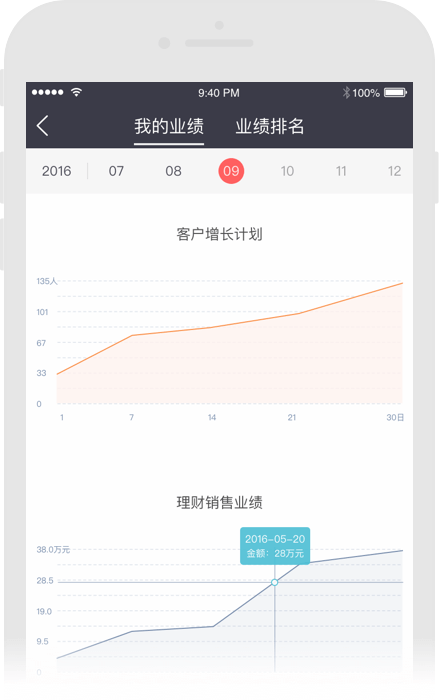 9:40 PM 100%
我的业绩 业绩排名
2016 07 08 09 10 11 12
客户增长计划
135人
101
67
33
0
1 7 14 21 30日
理财销售业绩
2016-05-20
金额：28万元
38.0万元
28.5
19.0
9.5
0